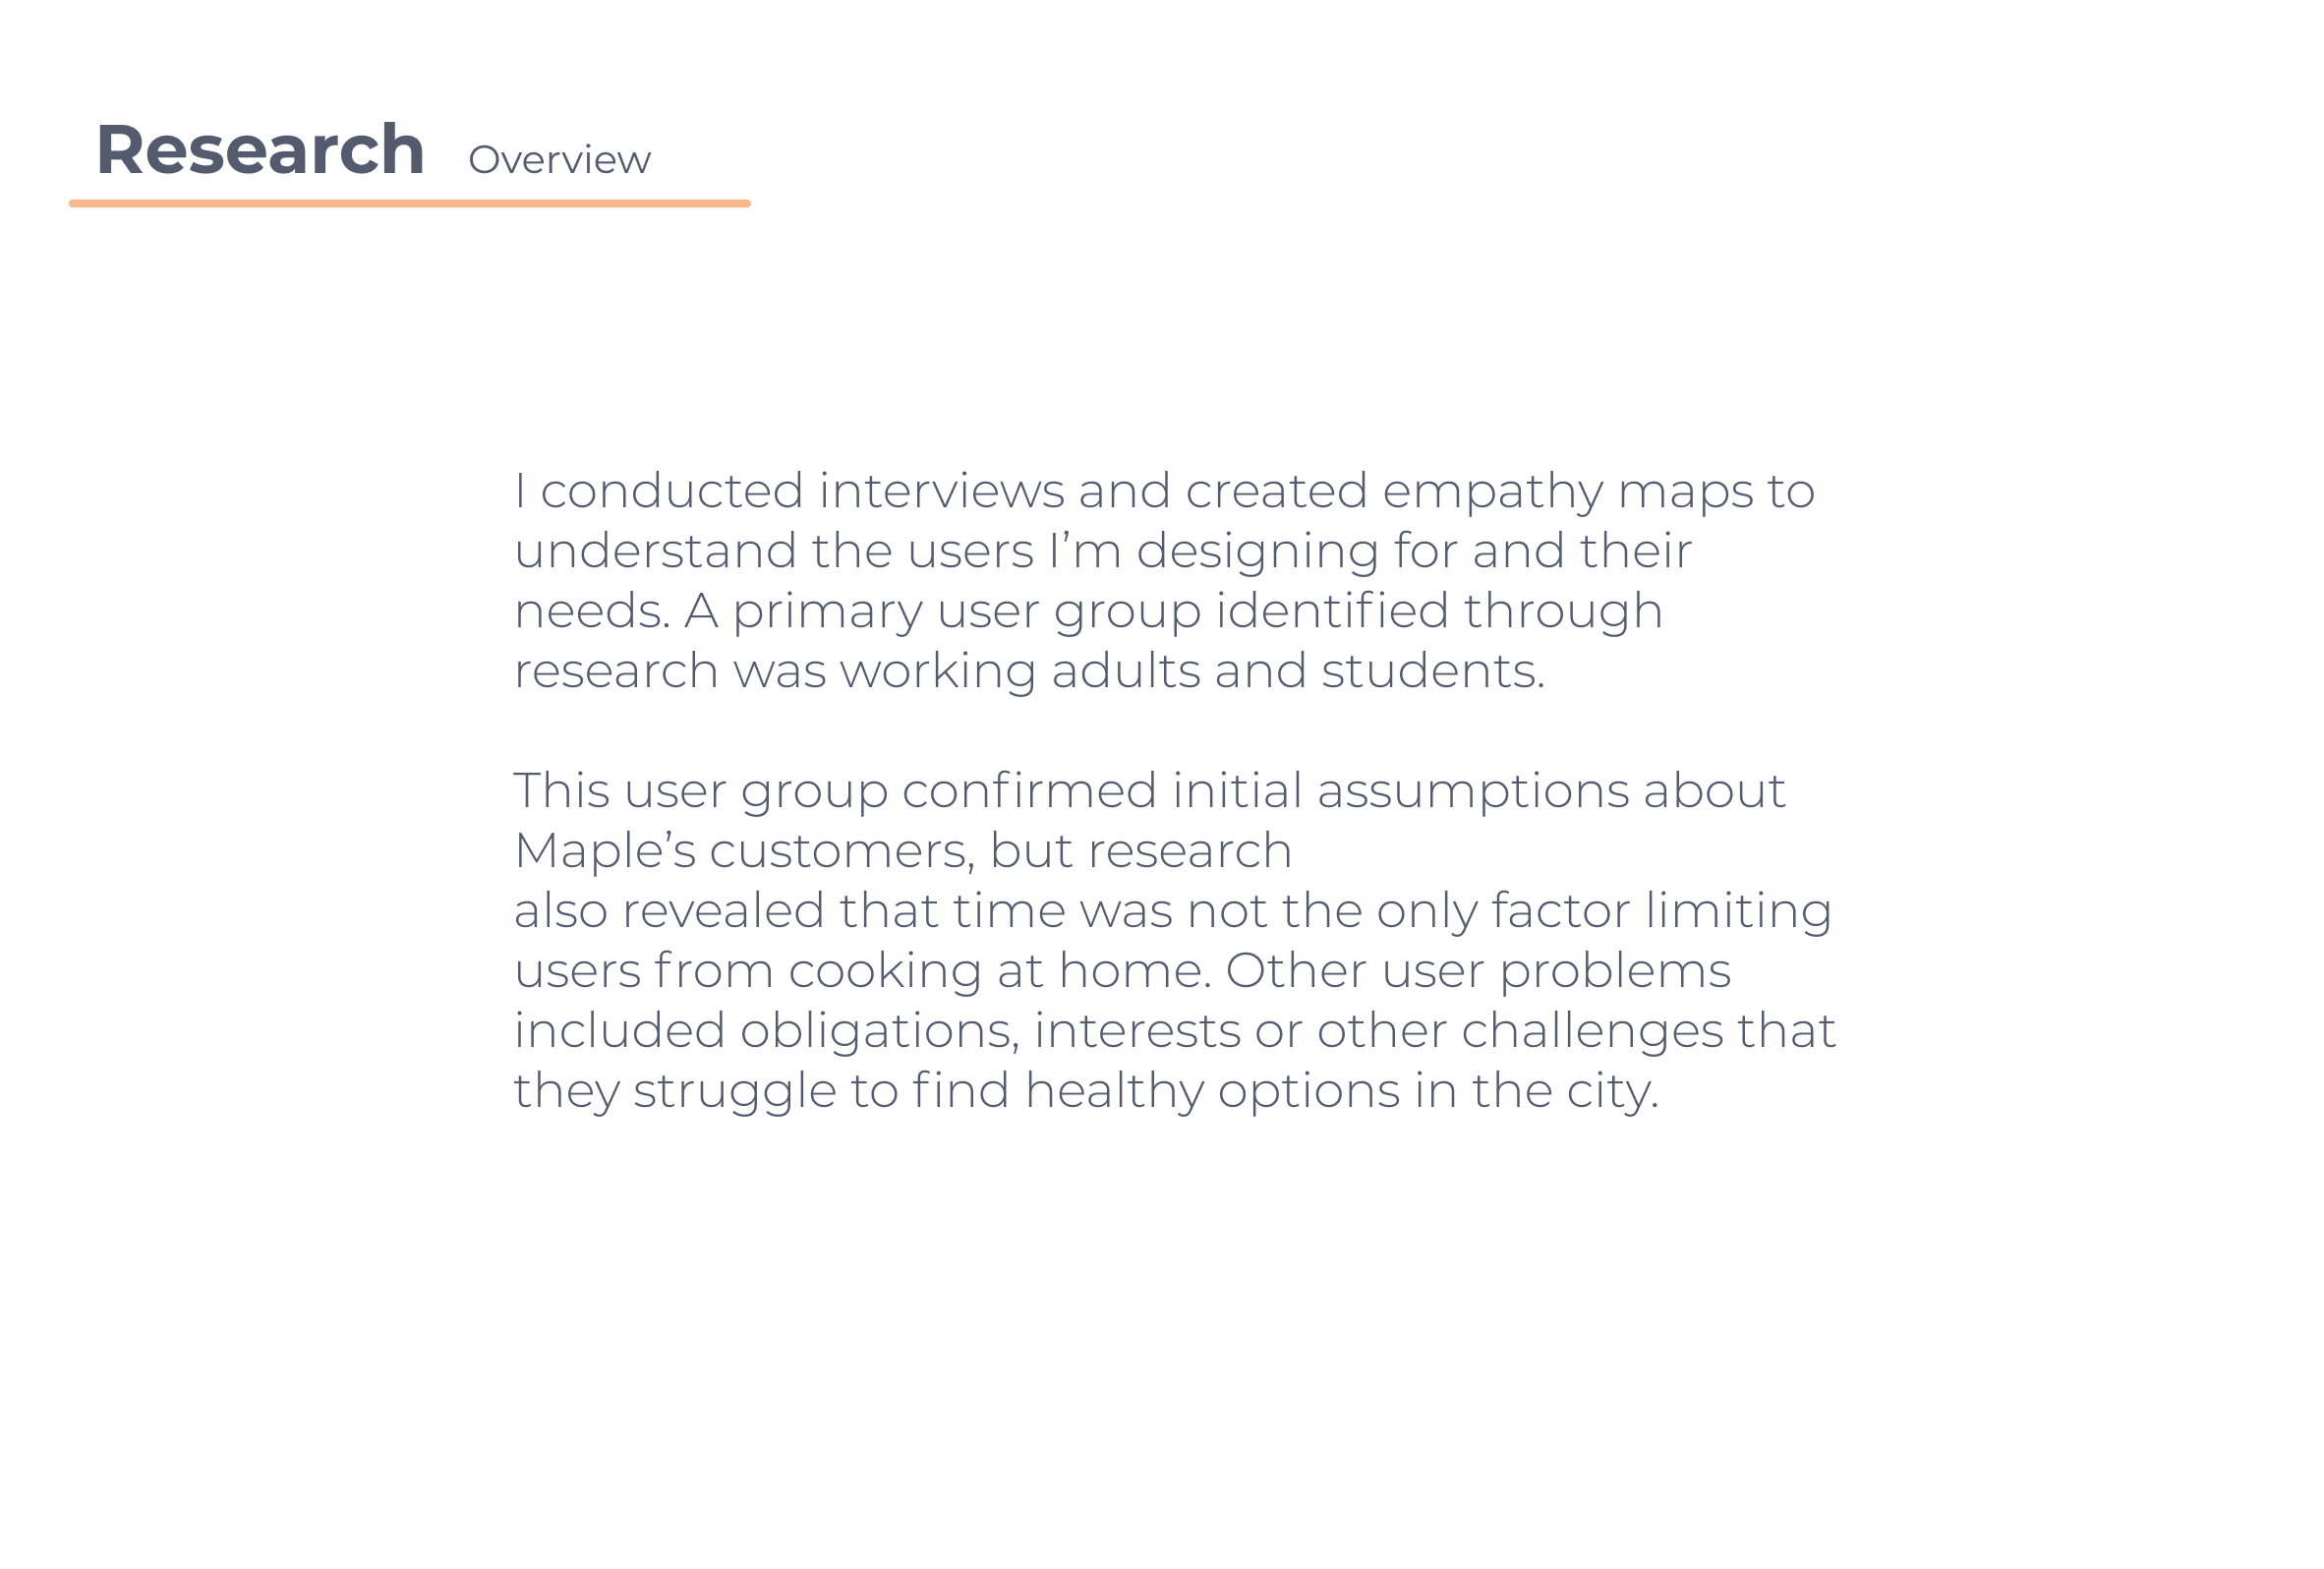 Research Overview
I conducted interviews and created empathy maps to
understand the users I’m designing for and their
needs. A primary user group identified through
research was working adults and students.
This user group confirmed initial assumptions about
Maple’s customers, but research
also revealed that time was not the only factor limiting
users from cooking at home. Other user problems
included obligations, interests or other challenges that
they struggle to find healthy options in the city.